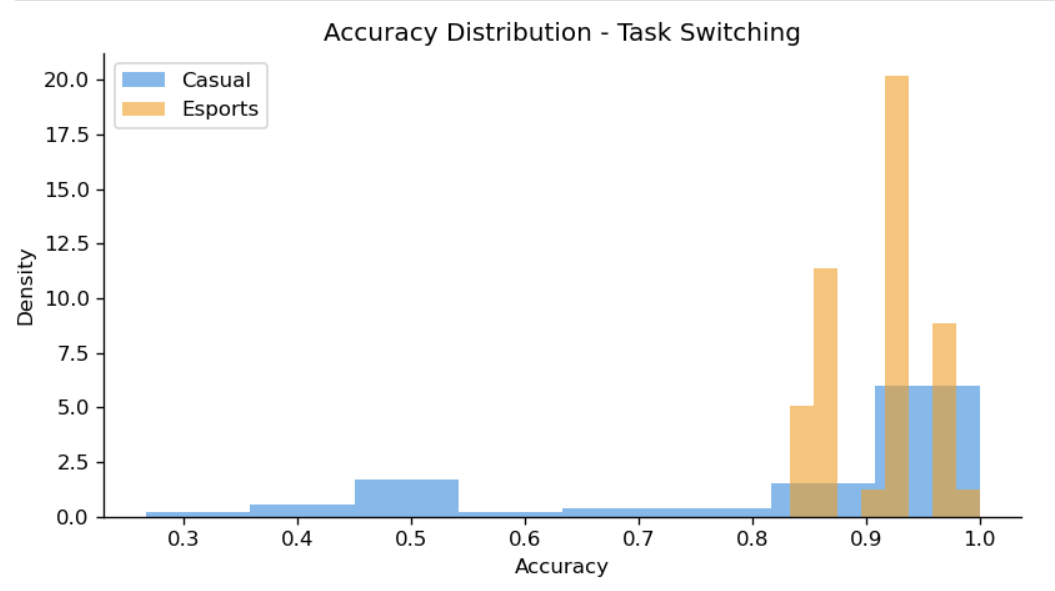 Accuracy Distribution - Task Switching
Casual
Esports
20.0
17.5
15.0
12.5
10.0
7.5
5.0
2.5
0.0
Density
0.3 0.4 0.5 0.6 0.7 0.8 0.9 1.0
Accuracy